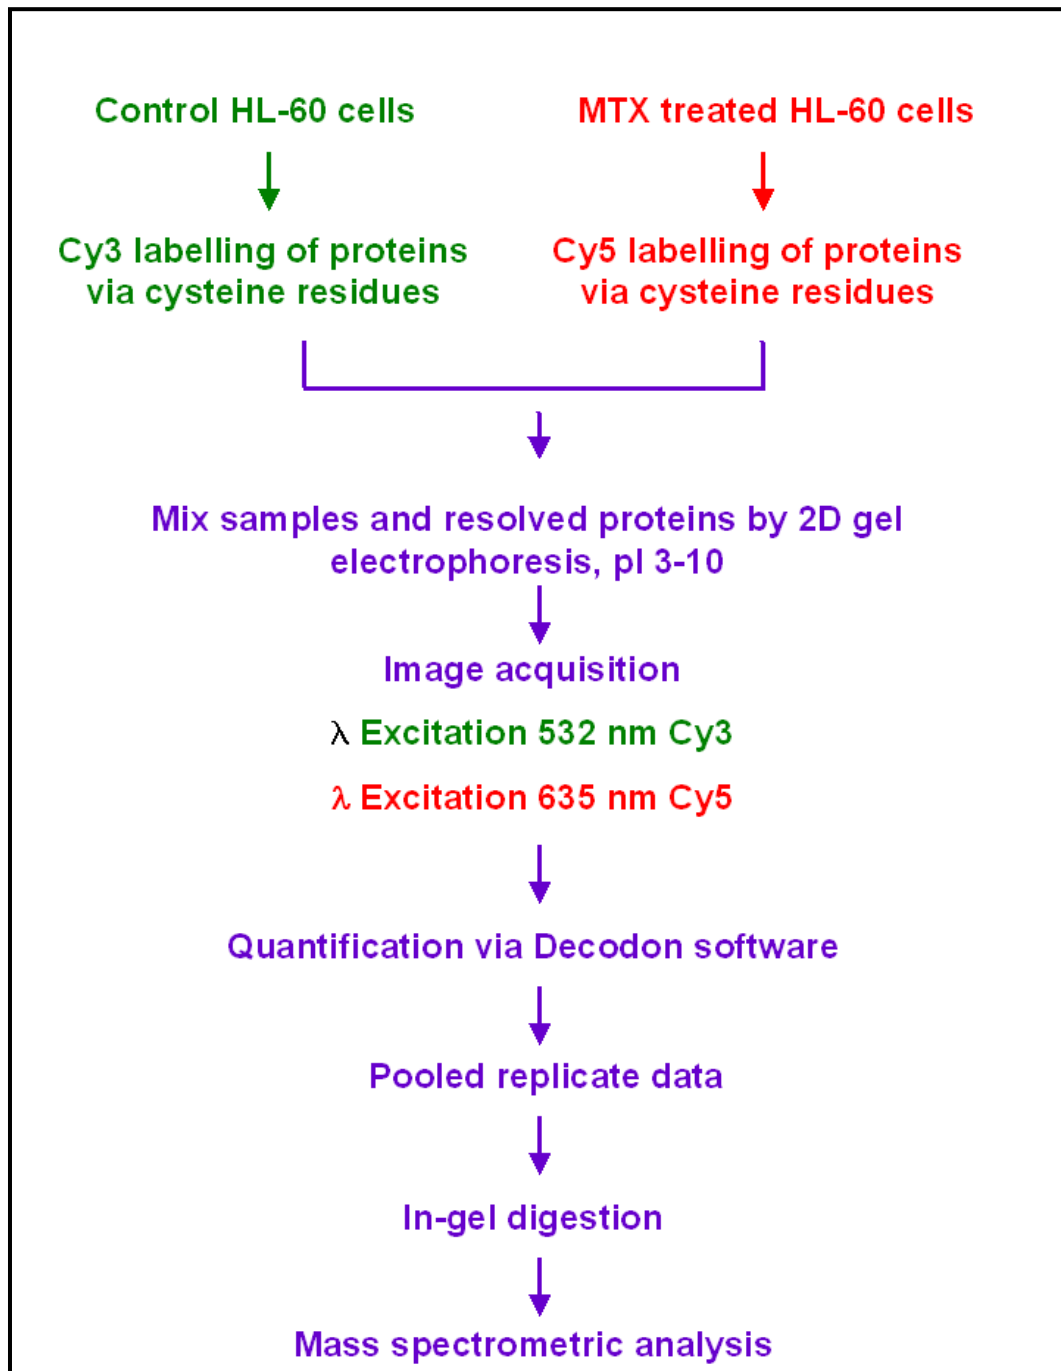 Control HL-60 cells
MTX treated HL-60 cells
Cy3 labelling of proteins
via cysteine residues
Cy5 labelling of proteins
via cysteine residues
Mix samples and resolved proteins by 2D gel
electrophoresis, pI 3-10
Image acquisition
λ Excitation 532 nm Cy3
λ Excitation 635 nm Cy5
Quantification via Decodon software
Pooled replicate data
In-gel digestion
Mass spectrometric analysis